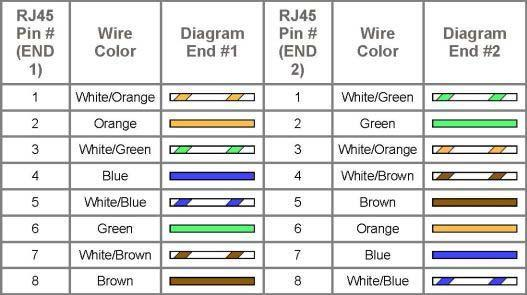 RJ45 Pin # (END 1) Wire Color Diagram End #1 RJ45 Pin # (END 2) Wire Color Diagram End #2
1 White/Orange 1 White/Green
2 Orange 2 Green
3 White/Green 3 White/Orange
4 Blue 4 White/Brown
5 White/Blue 5 Brown
6 Green 6 Orange
7 White/Brown 7 Blue
8 Brown 8 White/Blue